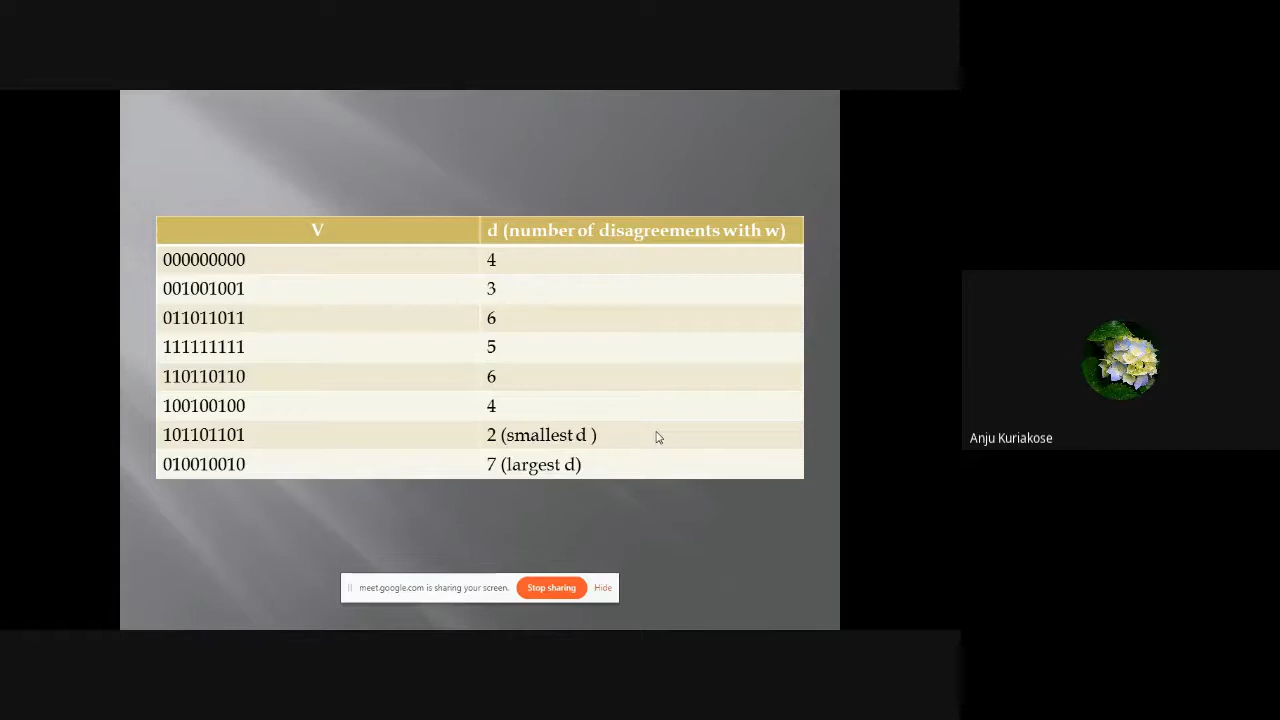 V d (number of disagreements with w)
000000000 4
001001001 3
011011011 6
111111111 5
110110110 6
100100100 4
101101101 2 (smallest d )
010010010 7 (largest d)
Anju Kuriakose
meet.google.com is sharing your screen. Stop sharing Hide